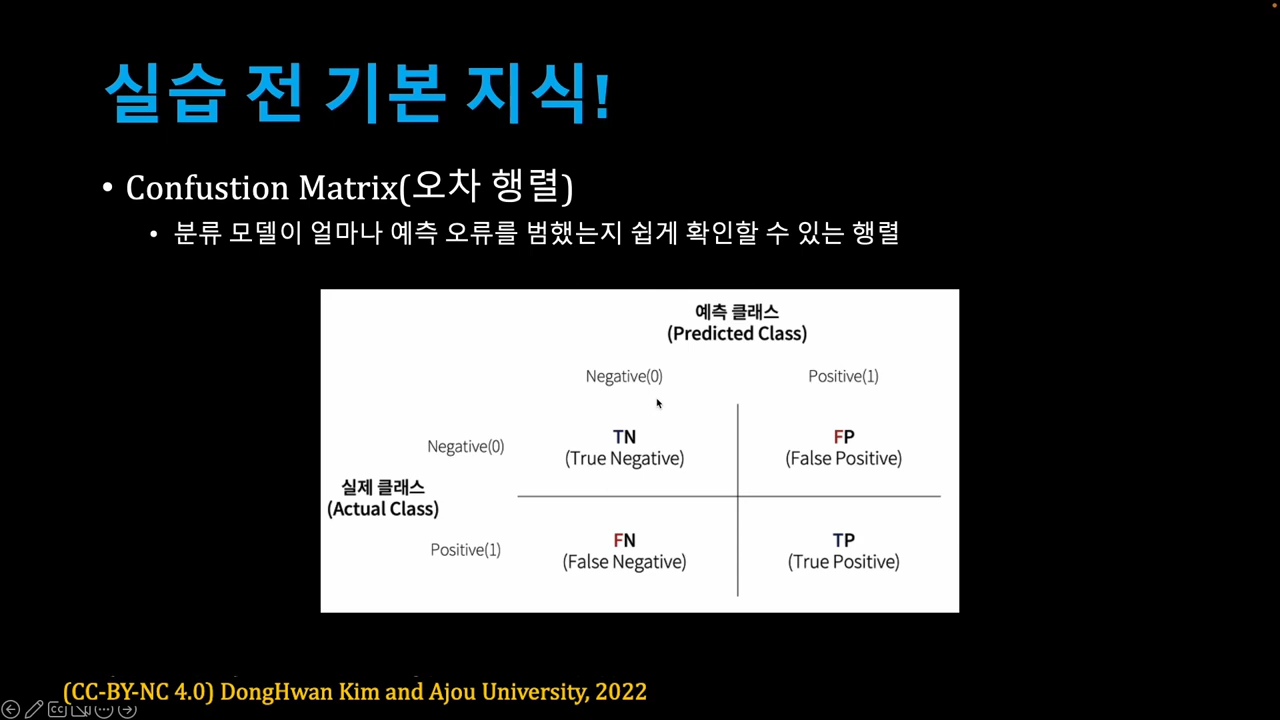 실습 전 기본 지식!
• Confustion Matrix(오차 행렬)
• 분류 모델이 얼마나 예측 오류를 범했는지 쉽게 확인할 수 있는 행렬
예측 클래스
(Predicted Class)
Negative(0) Positive(1)
Negative(0)
TN
(True Negative)
FP
(False Positive)
실제 클래스
(Actual Class)
Positive(1)
FN
(False Negative)
TP
(True Positive)
(CC-BY-NC 4.0) DongHwan Kim and Ajou University, 2022